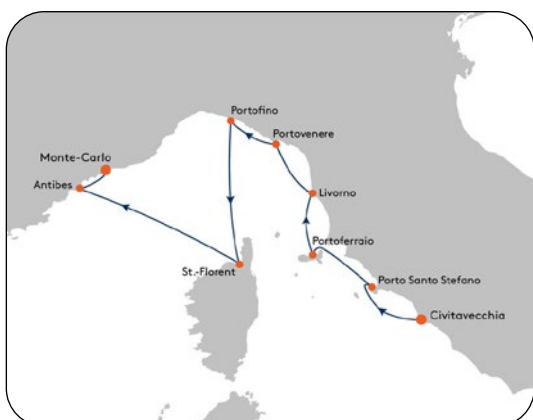 Portofino
Portovenere
Monte-Carlo
Antibes
Livorno
Portoferraio
St.-Florent
Porto Santo Stefano
Civitavecchia